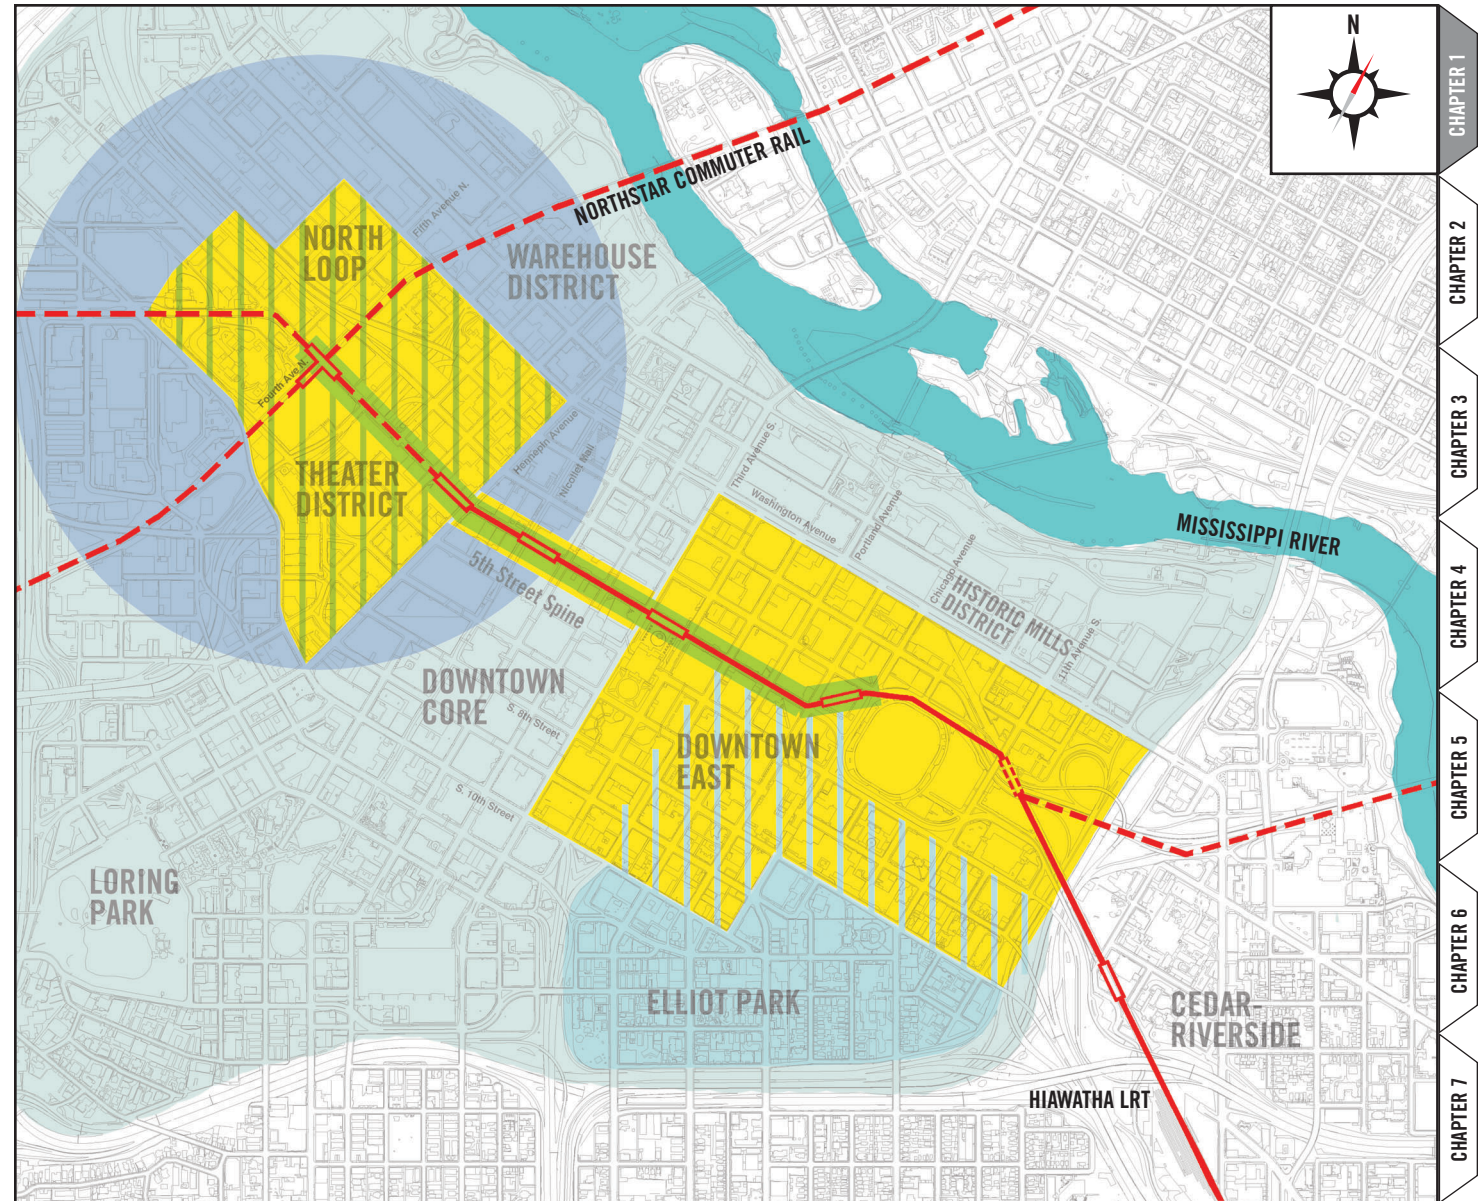 N
CHAPTER 1
CHAPTER 2
CHAPTER 3
CHAPTER 4
CHAPTER 5
CHAPTER 6
CHAPTER 7
NORTHSTAR COMMUTER RAIL
Fifth Avenue N.
NORTH
LOOP
WAREHOUSE
DISTRICT
Fourth Ave N.
THEATER
DISTRICT
Hennepin Avenue
Nicollet Mall
Third Avenue S.
Washington Avenue
Portland Avenue
Chicago Avenue
HISTORIC MILLS
DISTRICT
11th Avenue S.
MISSISSIPPI RIVER
5th Street Spine
DOWNTOWN
CORE
S. 8th Street
S. 10th Street
DOWNTOWN
EAST
LORING
PARK
ELLIOT PARK
CEDAR-
RIVERSIDE
HIAWATHA LRT